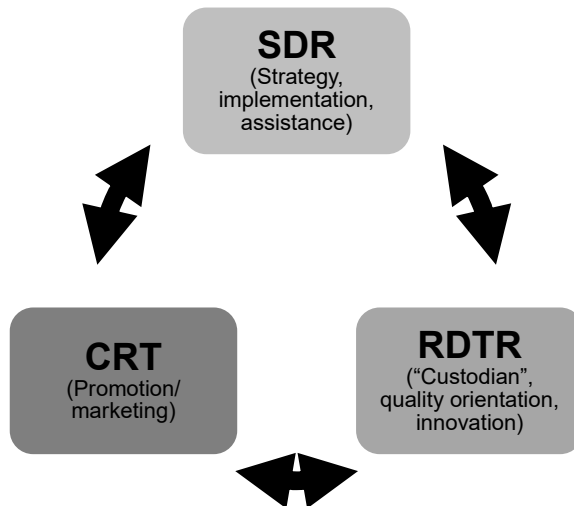 SDR
(Strategy,
implementation,
assistance)
CRT
(Promotion/
marketing)
RDTR
(“Custodian”,
quality orientation,
innovation)